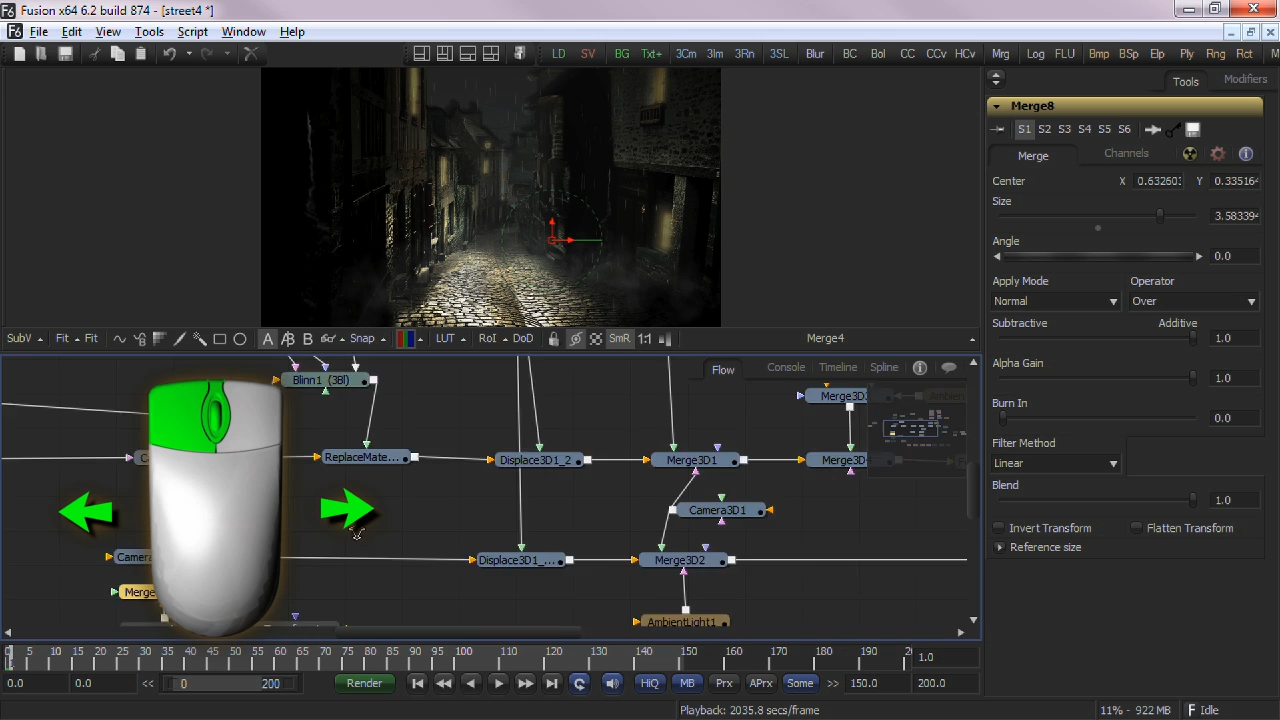 Fusion x64 6.2 build 874 - [street4 *]
File Edit View Tools Script Window Help
LD SV BG Txt+ 3Cm 3Im 3Rn 3SL Blur BC Bol CC CCv HCv Mrg Log FLU Bmp BSp Elp Ply Rng Rct
Tools Modifiers
Merge8
S1 S2 S3 S4 S5 S6
Merge Channels
Center X 0.632603 Y 0.335164
Size
3.583394
Angle
0.0
Apply Mode Operator
Normal Over
Subtractive Additive
1.0
Alpha Gain
1.0
Burn In
0.0
Filter Method
Linear
Blend
1.0
Invert Transform Flatten Transform
Reference size
SubV Fit Fit A B Snap LUT RoI DoD SmR 1:1 Merge4
Flow Console Timeline Spline
Blinn1 (3Bl)
ReplaceMate... Displace3D1_2 Merge3D1
Camera3D1
Displace3D1_... Merge3D2
AmbientLight1
0 5 10 15 20 25 30 35 40 45 50 55 60 65 70 75 80 85 90 100 110 120 130 140 150 160 170 180 190
1.0
0.0 0.0 << 0 200 Render HiQ MB Prx APrx Some >> 150.0 200.0
Playback: 2035.8 secs/frame 11% - 922 MB Idle